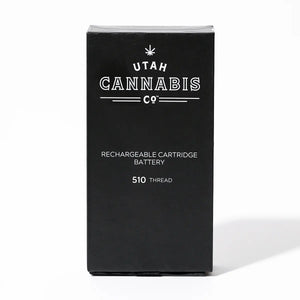 UTAH
CANNABIS
Co
RECHARGEABLE CARTRIDGE
BATTERY
510 THREAD